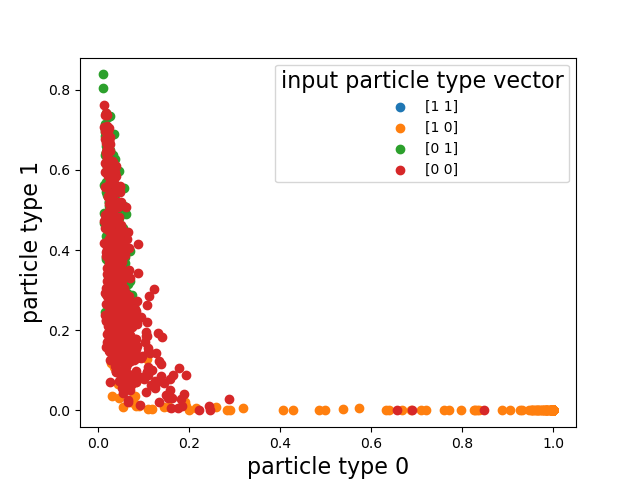 input particle type vector
[1 1]
[1 0]
[0 1]
[0 0]
0.8
0.6
0.4
0.2
0.0
particle type 1
0.0 0.2 0.4 0.6 0.8 1.0
particle type 0